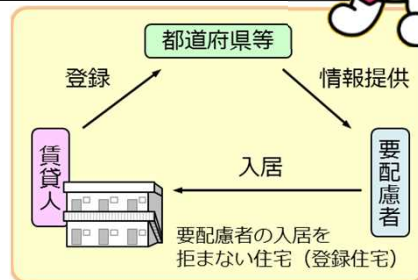 都道府県等
登録
情報提供
賃貸人
要配慮者
入居
要配慮者の入居を
拒まない住宅（登録住宅）